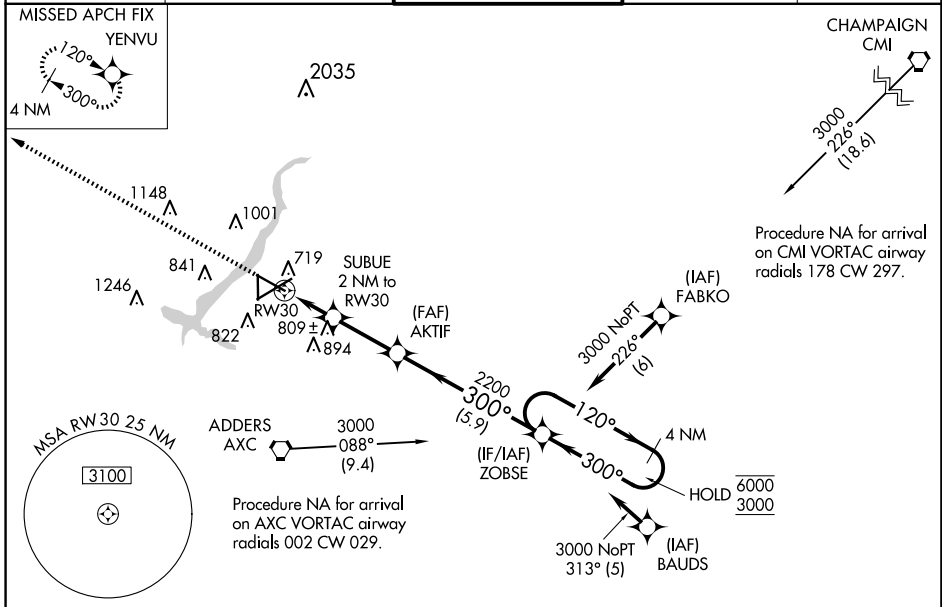 MISSED APCH FIX
YENVU
120°
300°
4 NM
2035
CHAMPAIGN
CMI
3000
226°
(18.6)
Procedure NA for arrival
on CMI VORTAC airway
radials 178 CW 297.
1148
1001
841
719
1246
RW30
822
809 ±
894
SUBUE
2 NM to
RW30
(FAF)
AKTIF
(IAF)
FABKO
3000 NoPT
226°
(6)
2200
300°
(5.9)
120°
4 NM
300°
(IF/IAF)
ZOBSE
HOLD
6000
3000
3000 NoPT
313° (5)
(IAF)
BAUDS
MSA RW30 25 NM
3100
ADDERS
AXC
3000
088°
(9.4)
Procedure NA for arrival
on AXC VORTAC airway
radials 002 CW 029.